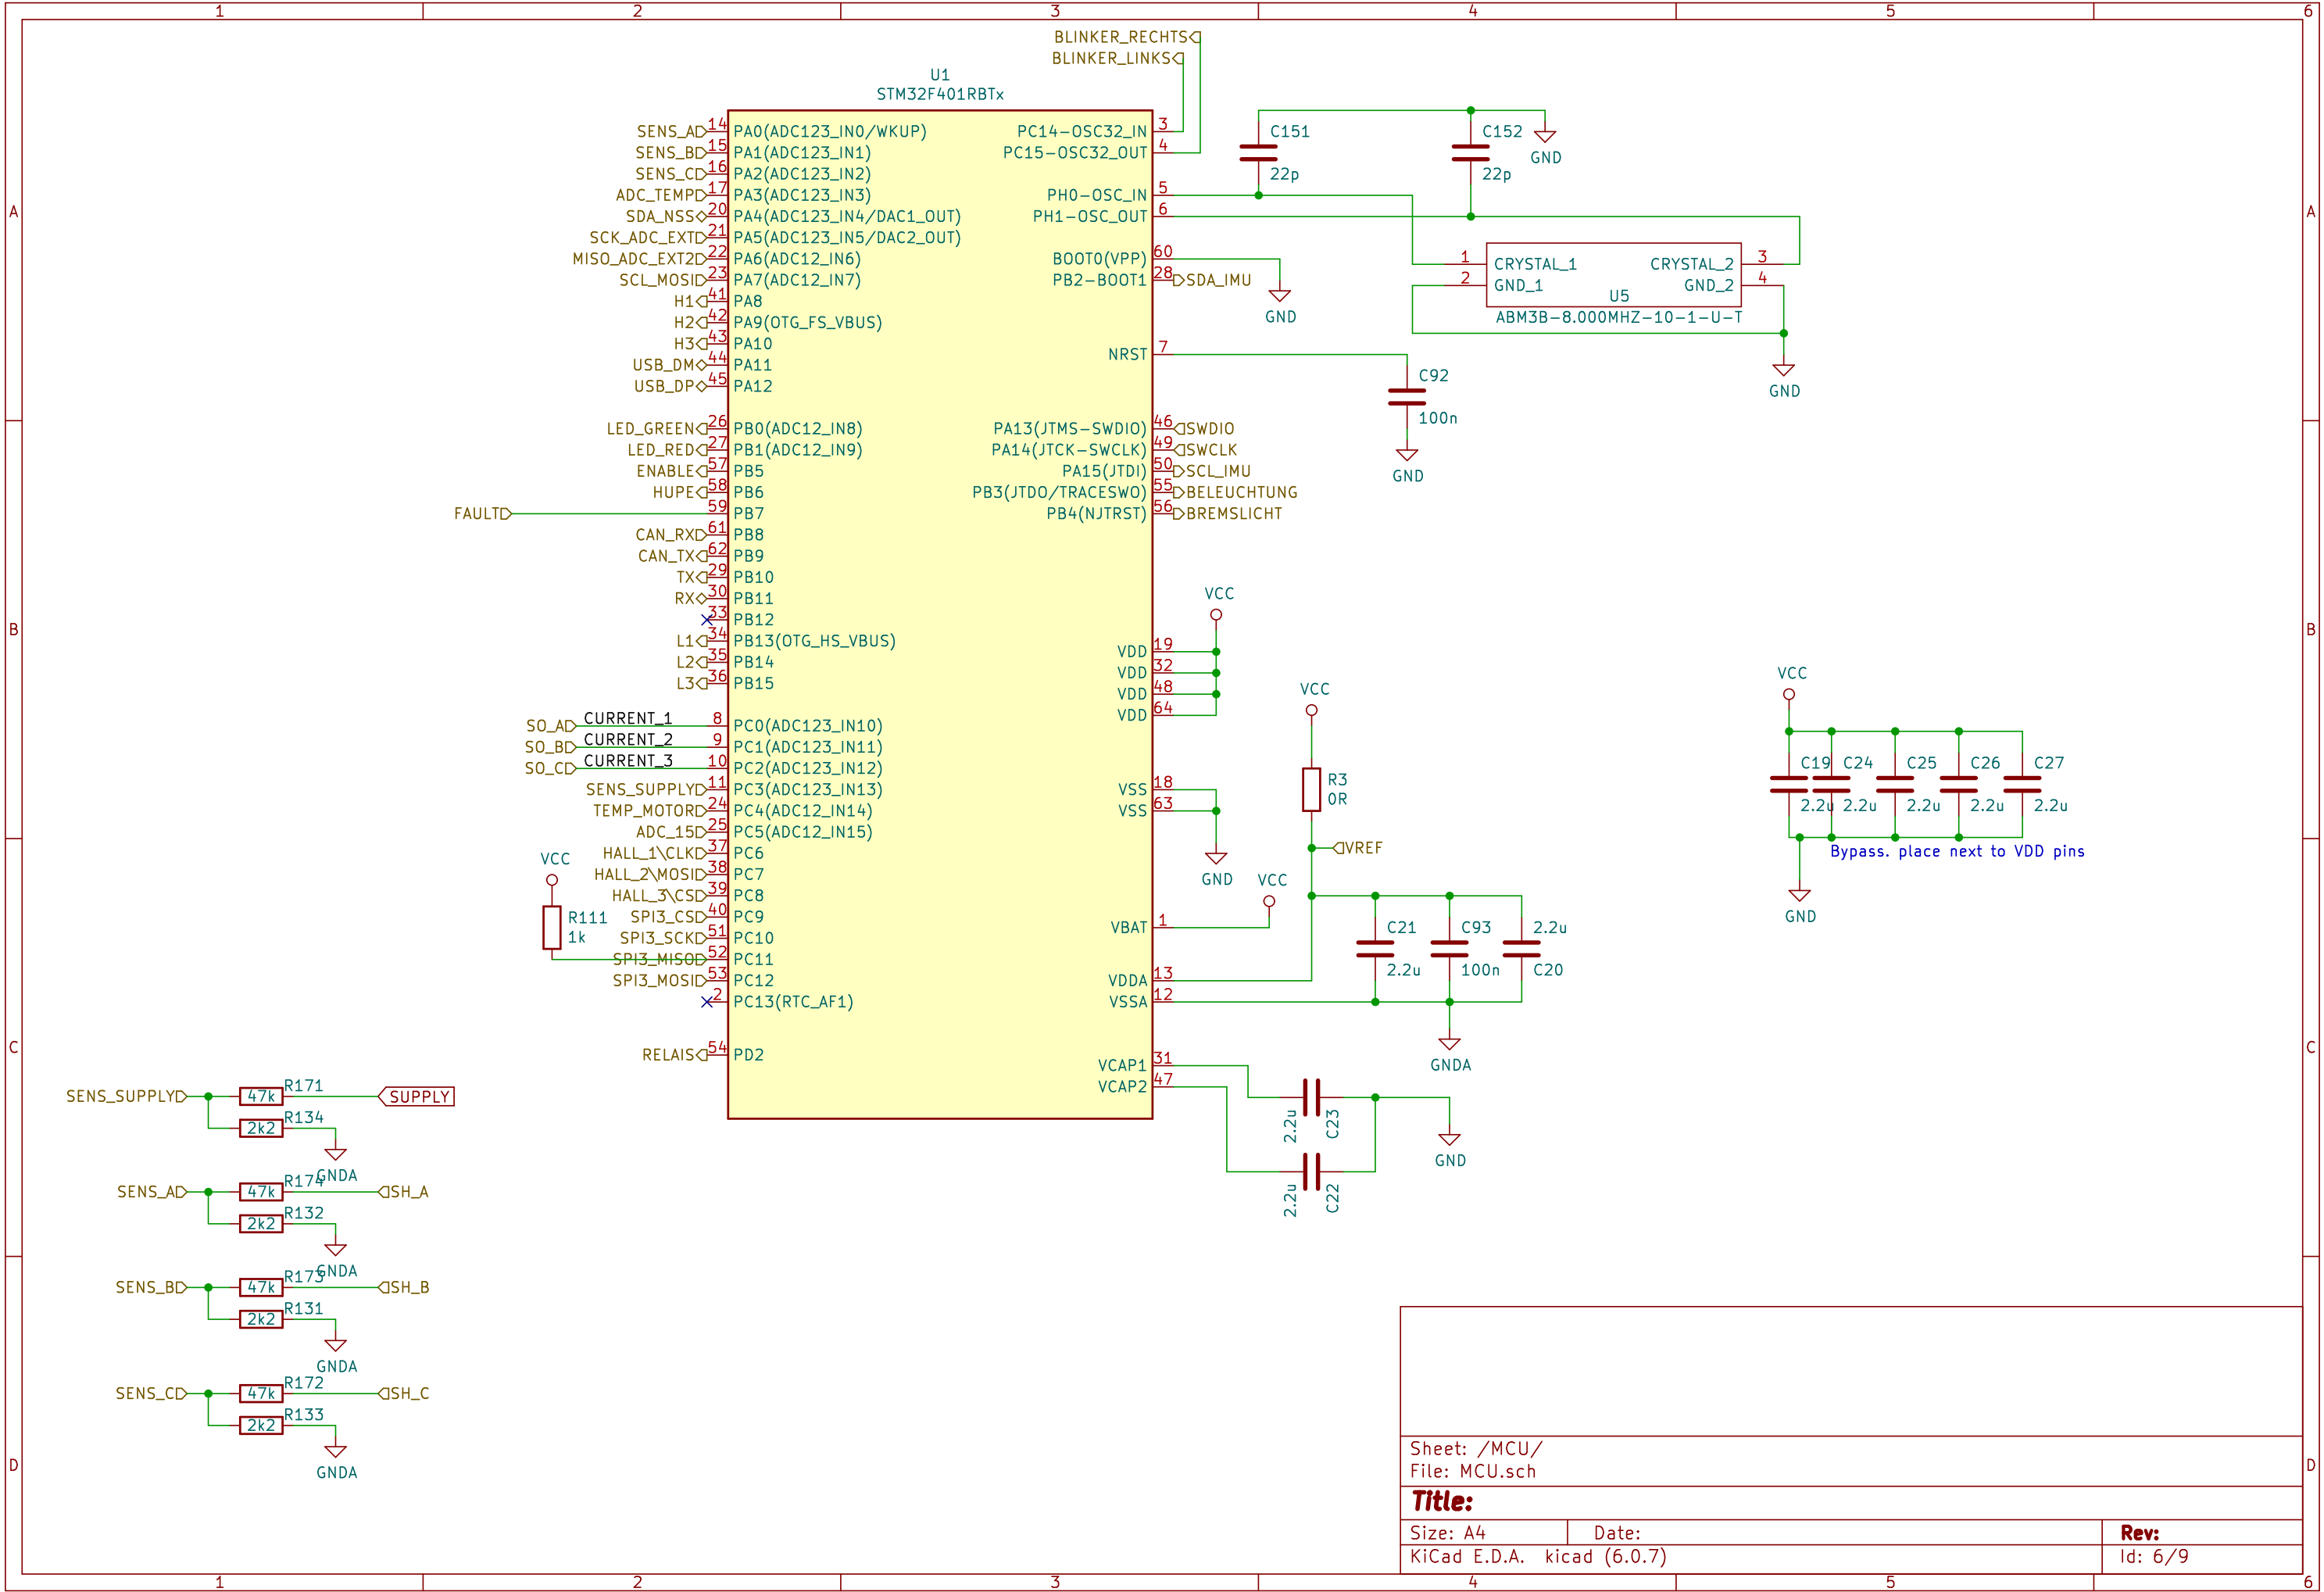 1 2 3 4 5 6
BLINKER_RECHTS
BLINKER_LINKS
U1
STM32F401RBTx
SENS_A 14 PA0(ADC123_IN0/WKUP)
SENS_B 15 PA1(ADC123_IN1)
SENS_C 16 PA2(ADC123_IN2)
ADC_TEMP 17 PA3(ADC123_IN3)
SDA_NSS 20 PA4(ADC123_IN4/DAC1_OUT)
SCK_ADC_EXT 21 PA5(ADC123_IN5/DAC2_OUT)
MISO_ADC_EXT2 22 PA6(ADC12_IN6)
SCL_MOSI 23 PA7(ADC12_IN7)
H1 41 PA8
H2 42 PA9(OTG_FS_VBUS)
H3 43 PA10
USB_DM 44 PA11
USB_DP 45 PA12
LED_GREEN 26 PB0(ADC12_IN8)
LED_RED 27 PB1(ADC12_IN9)
ENABLE 57 PB5
HUPE 58 PB6
FAULT 59 PB7
CAN_RX 61 PB8
CAN_TX 62 PB9
TX 29 PB10
RX 30 PB11
33 PB12
L1 34 PB13(OTG_HS_VBUS)
L2 35 PB14
L3 36 PB15
SO_A CURRENT_1 8 PC0(ADC123_IN10)
SO_B CURRENT_2 9 PC1(ADC123_IN11)
SO_C CURRENT_3 10 PC2(ADC123_IN12)
SENS_SUPPLY 11 PC3(ADC123_IN13)
TEMP_MOTOR 24 PC4(ADC12_IN14)
ADC_15 25 PC5(ADC12_IN15)
HALL_1\CLK 37 PC6
HALL_2\MOSI 38 PC7
HALL_3\CS 39 PC8
SPI3_CS 40 PC9
SPI3_SCK 51 PC10
SPI3_MISO 52 PC11
SPI3_MOSI 53 PC12
2 PC13(RTC_AF1)
RELAIS 54 PD2
VCC
R111
1k
PC14-OSC32_IN 3
PC15-OSC32_OUT 4
PH0-OSC_IN 5
PH1-OSC_OUT 6
BOOT0(VPP) 60
PB2-BOOT1 28 SDA_IMU
NRST 7
PA13(JTMS-SWDIO) 46 SWDIO
PA14(JTCK-SWCLK) 49 SWCLK
PA15(JTDI) 50 SCL_IMU
PB3(JTDO/TRACESWO) 55 BELEUCHTUNG
PB4(NJTRST) 56 BREMSLICHT
VDD 19
VDD 32
VDD 48
VDD 64
VSS 18
VSS 63
VBAT 1
VDDA 13
VSSA 12
VCAP1 31
VCAP2 47
C151
22p
C152
22p
GND
GND
1 CRYSTAL_1 CRYSTAL_2 3
2 GND_1 GND_2 4
U5
ABM3B-8.000MHZ-10-1-U-T
GND
C92
100n
GND
VCC
GND
VCC
R3
0R
VREF
VCC
C21
2.2u
C93
100n
2.2u
C20
GNDA
2.2u
C23
2.2u
C22
GND
VCC
C19 C24 C25 C26 C27
2.2u 2.2u 2.2u 2.2u 2.2u
Bypass. place next to VDD pins
GND
SENS_SUPPLY 47k R171 SUPPLY
2k2 R134
GNDA
SENS_A 47k R174 SH_A
2k2 R132
GNDA
SENS_B 47k R173 SH_B
2k2 R131
GNDA
SENS_C 47k R172 SH_C
2k2 R133
GNDA
A A
B B
C C
D D
Sheet: /MCU/
File: MCU.sch
Title:
Size: A4 Date: Rev:
KiCad E.D.A. kicad (6.0.7) Id: 6/9
1 2 3 4 5 6